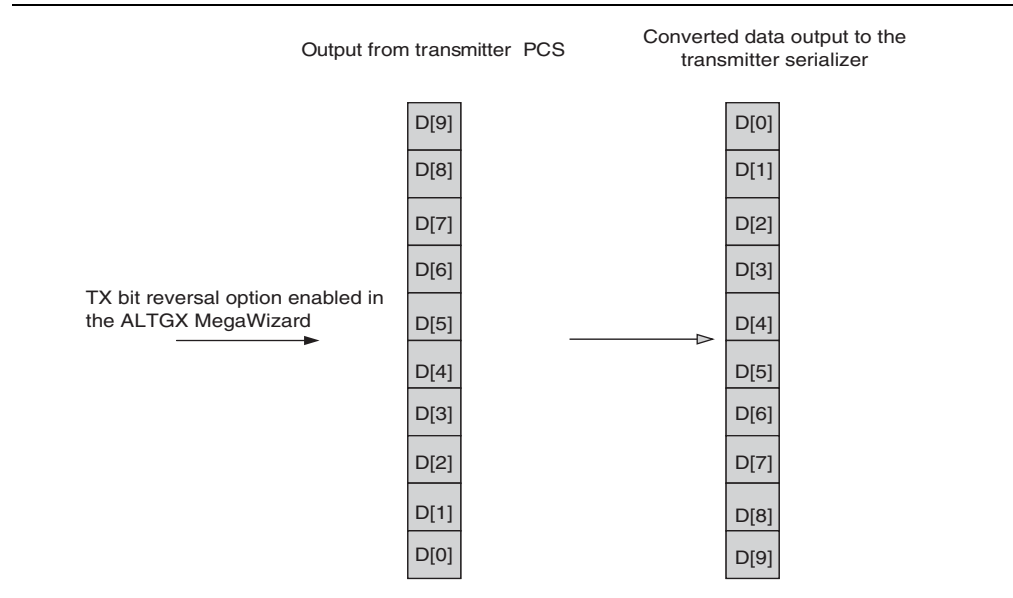 Output from transmitter PCS
Converted data output to the
transmitter serializer
TX bit reversal option enabled in
the ALTGX MegaWizard
D[9]
D[8]
D[7]
D[6]
D[5]
D[4]
D[3]
D[2]
D[1]
D[0]
D[0]
D[1]
D[2]
D[3]
D[4]
D[5]
D[6]
D[7]
D[8]
D[9]